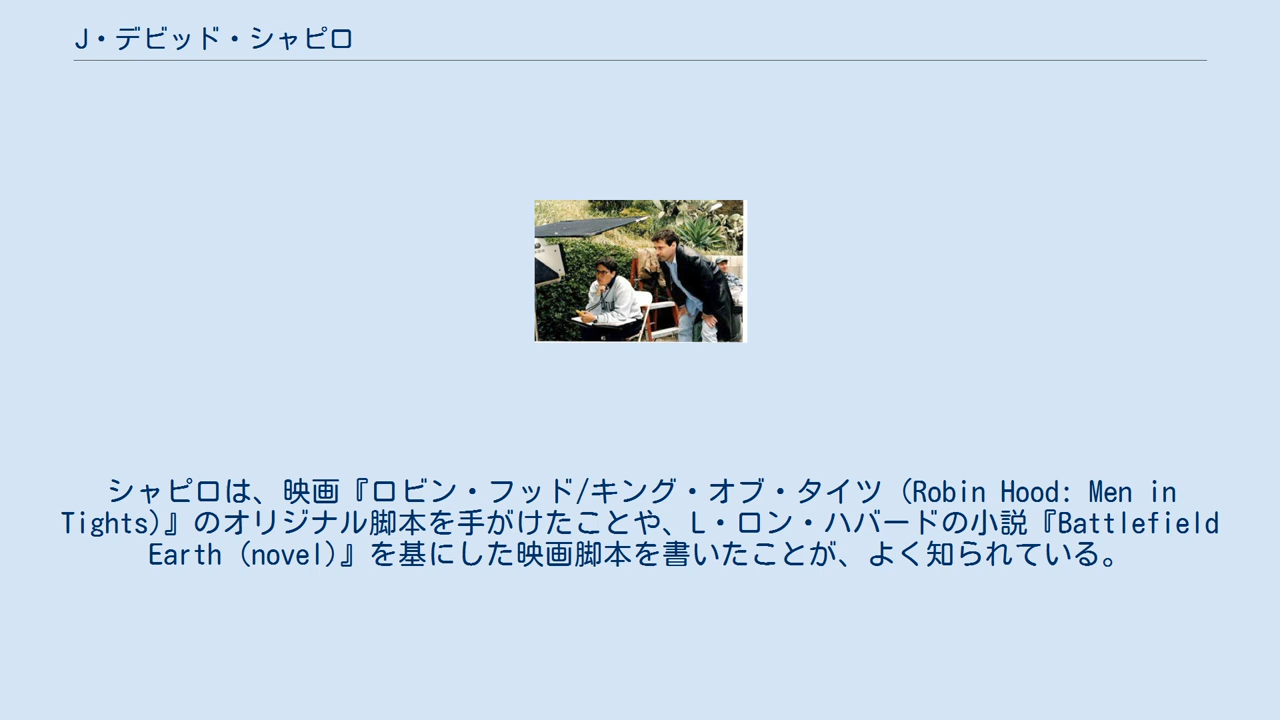 J・デビッド・シャピロ
シャピロは、映画『ロビン・フッド/キング・オブ・タイツ（Robin Hood: Men in
Tights)』のオリジナル脚本を手がけたことや、L・ロン・ハバードの小説『Battlefield
Earth（novel)』を基にした映画脚本を書いたことが、よく知られている。